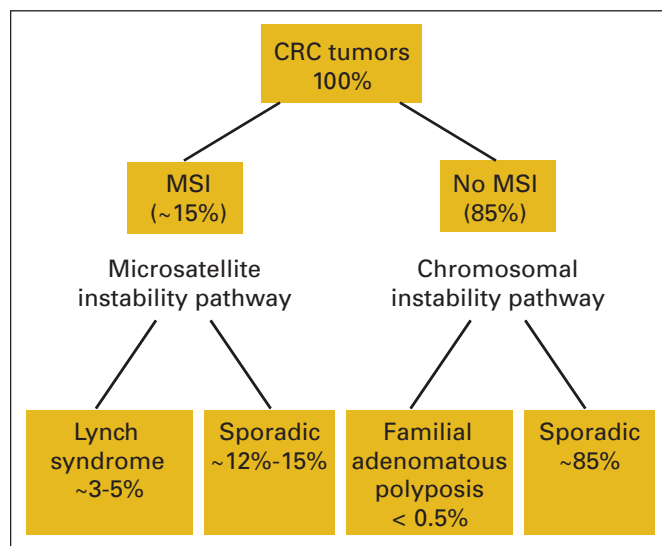 CRC tumors
100%
MSI
(~15%)
No MSI
(85%)
Microsatellite
instability pathway
Chromosomal
instability pathway
Lynch
syndrome
~3-5%
Sporadic
~12%-15%
Familial
adenomatous
polyposis
< 0.5%
Sporadic
~85%